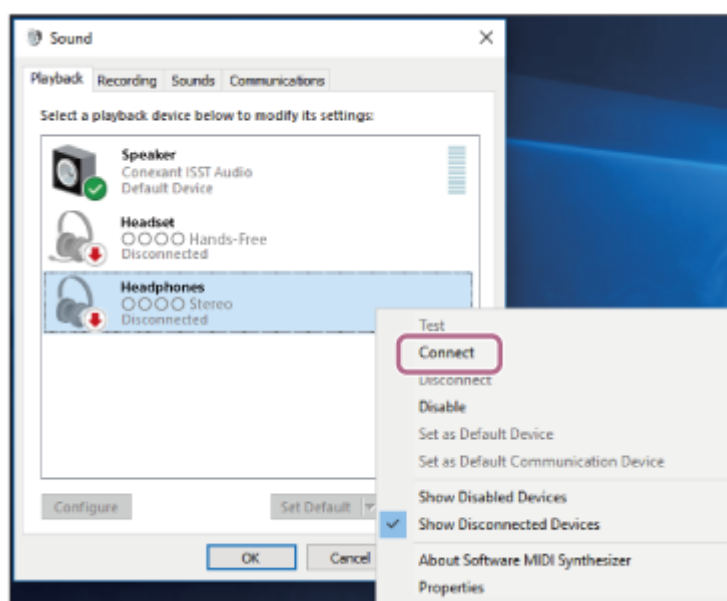 Sound
Playback Recording Sounds Communications
Select a playback device below to modify its settings:
Speaker
Conexant ISST Audio
Default Device
Headset
○○○○ Hands-Free
Disconnected
Headphones
○○○○ Stereo
Disconnected
Test
Connect
Disconnect
Disable
Set as Default Device
Set as Default Communication Device
Show Disabled Devices
Show Disconnected Devices
About Software MIDI Synthesizer
Properties
Configure
Set Default
OK
Cancel